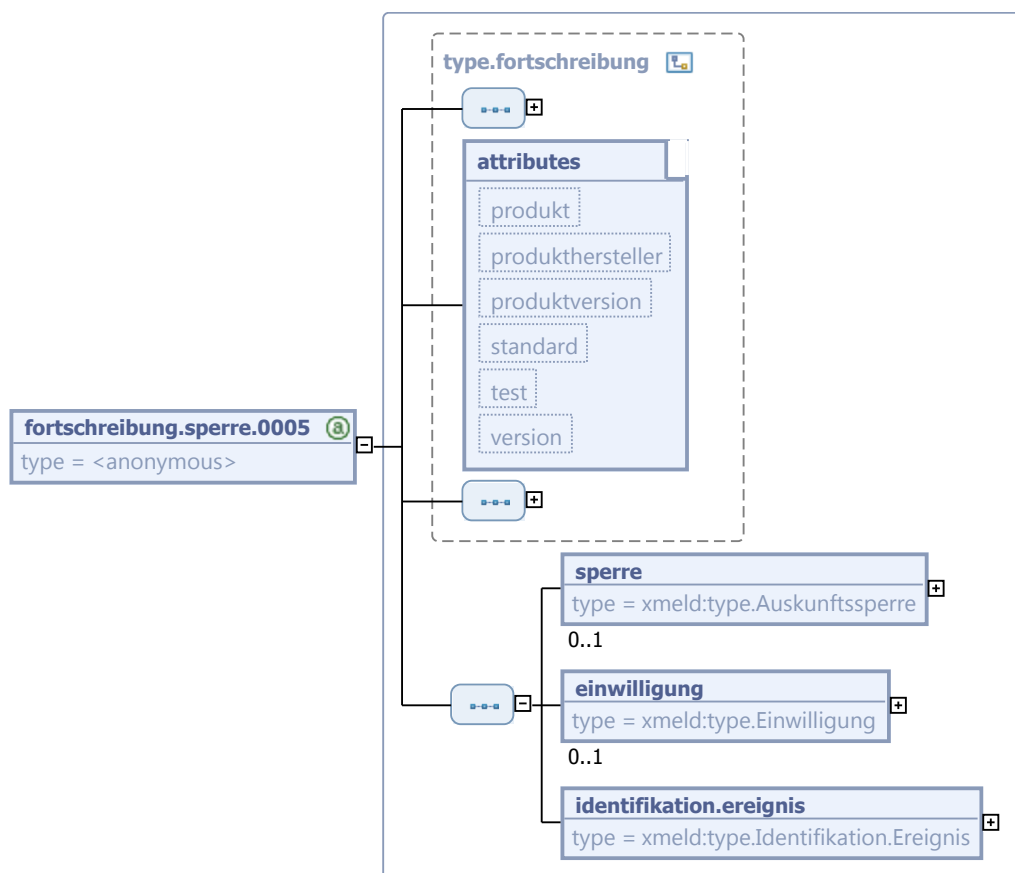 type.fortschreibung
attributes
produkt
produkthersteller
produktversion
standard
test
version
fortschreibung.sperre.0005 a
type = <anonymous>
sperre
type = xmeld:type.Auskunftssperre
0..1
einwilligung
type = xmeld:type.Einwilligung
0..1
identifikation.ereignis
type = xmeld:type.Identifikation.Ereignis